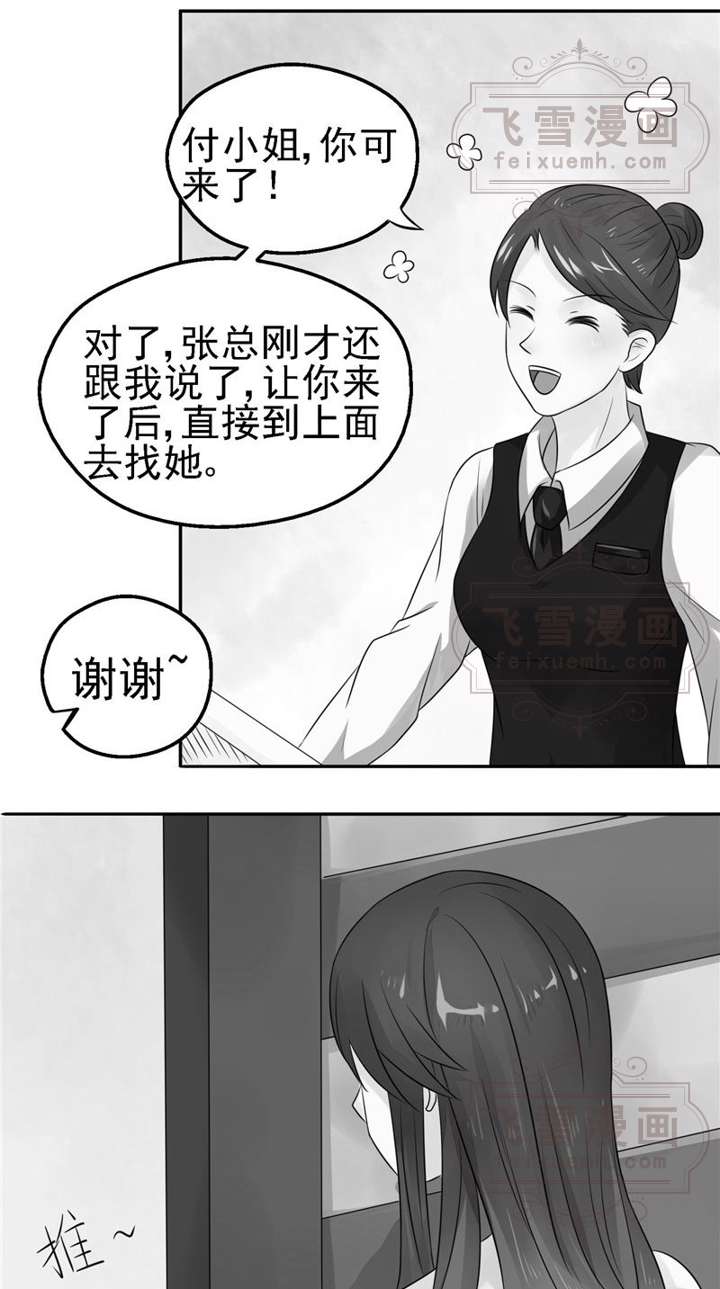 飞雪漫画
feixuemh.com
付小姐,你可
来了!
对了,张总刚才还
跟我说了,让你来
了后,直接到上面
去找她。
飞雪漫画
feixuemh.com
谢谢~
飞雪漫画
feixuemh.com
推~